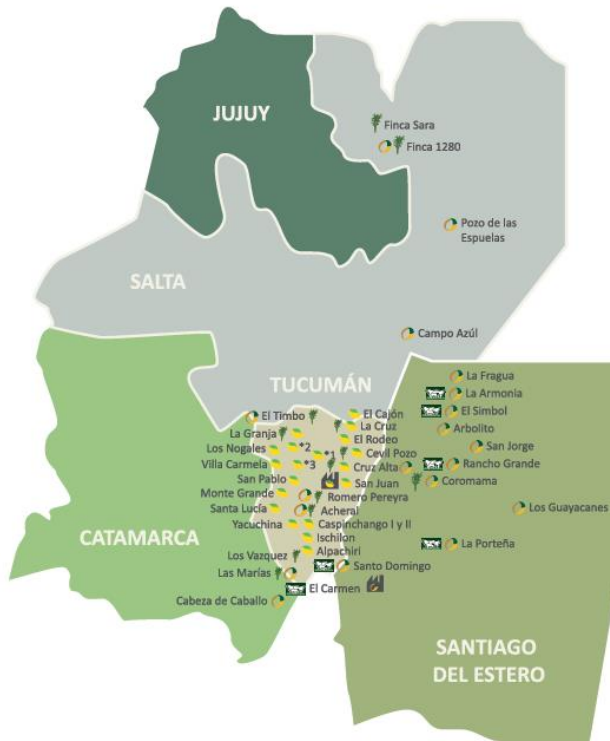 JUJUY
Finca Sara
Finca 1280
Pozo de las
Espuelas
SALTA
Campo Azúl
TUCUMÁN
La Fragua
La Armonia
El Simbol
Arbolito
San Jorge
Rancho Grande
Coromama
Los Guayacanes
La Porteña
El Timbo
El Cajón
La Granja
La Cruz
Los Nogales
*2
El Rodeo
*1
Cevil Pozo
Villa Carmela
*3
Cruz Alta
San Pablo
San Juan
Monte Grande
Romero Pereyra
Santa Lucía
Acheral
Yacuchina
Caspinchango I y II
Ischilon
Los Vazquez
Alpachiri
Las Marías
Santo Domingo
El Carmen
Cabeza de Caballo
CATAMARCA
SANTIAGO
DEL ESTERO